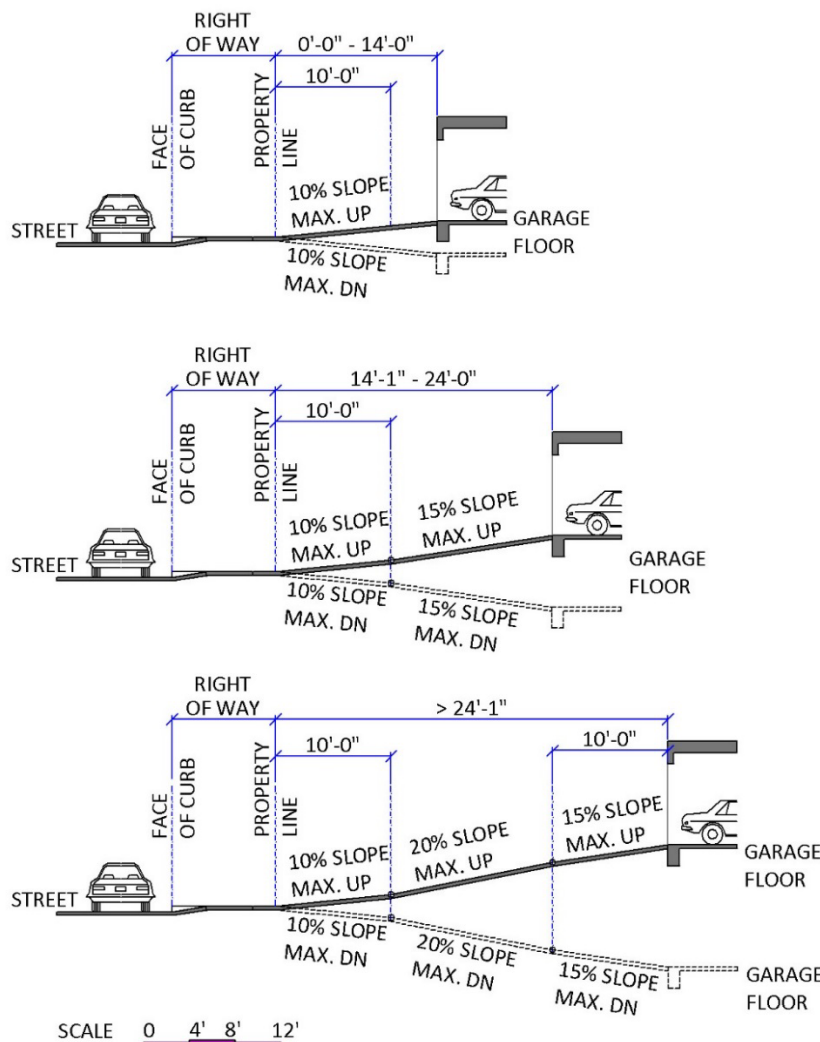 RIGHT
OF WAY
0'-0" - 14'-0"
10'-0"
FACE
OF CURB
PROPERTY
LINE
10% SLOPE
MAX. UP
STREET
GARAGE
FLOOR
10% SLOPE
MAX. DN
RIGHT
OF WAY
14'-1" - 24'-0"
10'-0"
FACE
OF CURB
PROPERTY
LINE
10% SLOPE
MAX. UP
15% SLOPE
MAX. UP
STREET
GARAGE
FLOOR
10% SLOPE
MAX. DN
15% SLOPE
MAX. DN
RIGHT
OF WAY
> 24'-1"
10'-0"
10'-0"
FACE
OF CURB
PROPERTY
LINE
10% SLOPE
MAX. UP
20% SLOPE
MAX. UP
15% SLOPE
MAX. UP
GARAGE
FLOOR
STREET
10% SLOPE
MAX. DN
20% SLOPE
MAX. DN
15% SLOPE
MAX. DN
GARAGE
FLOOR
SCALE 0 4' 8' 12'